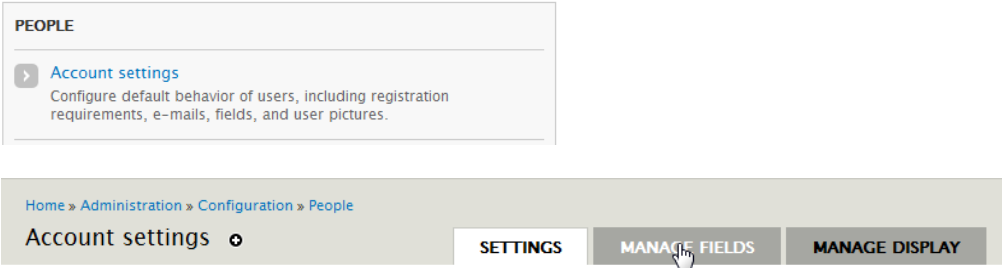 PEOPLE
Account settings
Configure default behavior of users, including registration
requirements, e-mails, fields, and user pictures.
Home » Administration » Configuration » People
Account settings
SETTINGS
MANAGE FIELDS
MANAGE DISPLAY